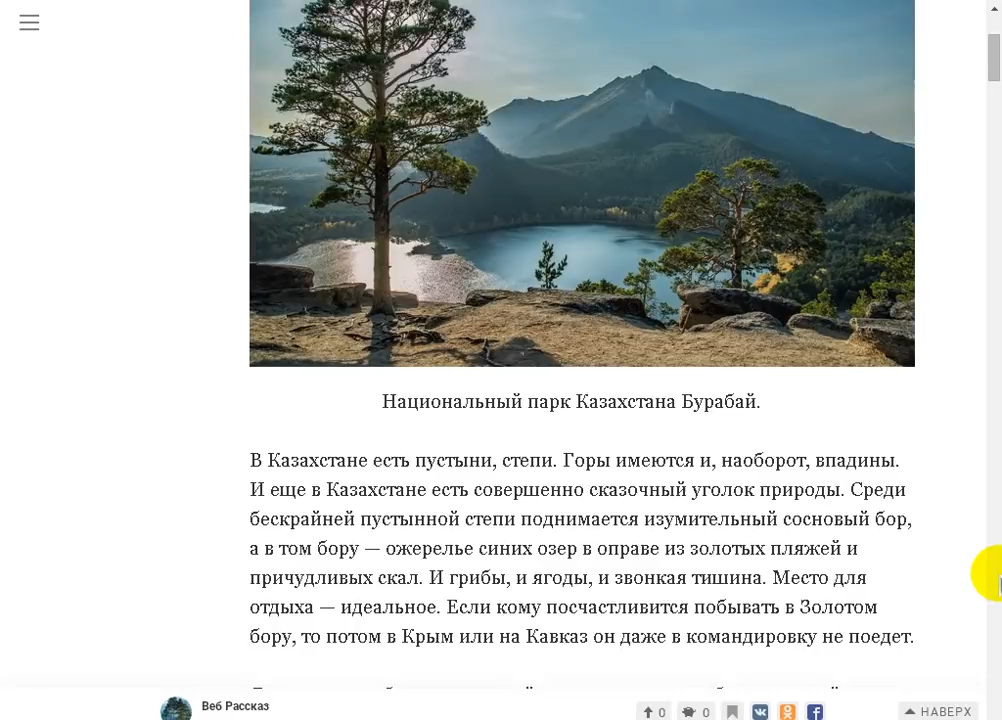 Национальный парк Казахстана Бурабай.
В Казахстане есть пустыни, степи. Горы имеются и, наоборот, впадины.
И еще в Казахстане есть совершенно сказочный уголок природы. Среди
бескрайней пустынной степи поднимается изумительный сосновый бор,
а в том бору — ожерелье синих озер в оправе из золотых пляжей и
причудливых скал. И грибы, и ягоды, и звонкая тишина. Место для
отдыха — идеальное. Если кому посчастливится побывать в Золотом
бору, то потом в Крым или на Кавказ он даже в командировку не поедет.
Веб Рассказ
0 0 НАВЕРХ